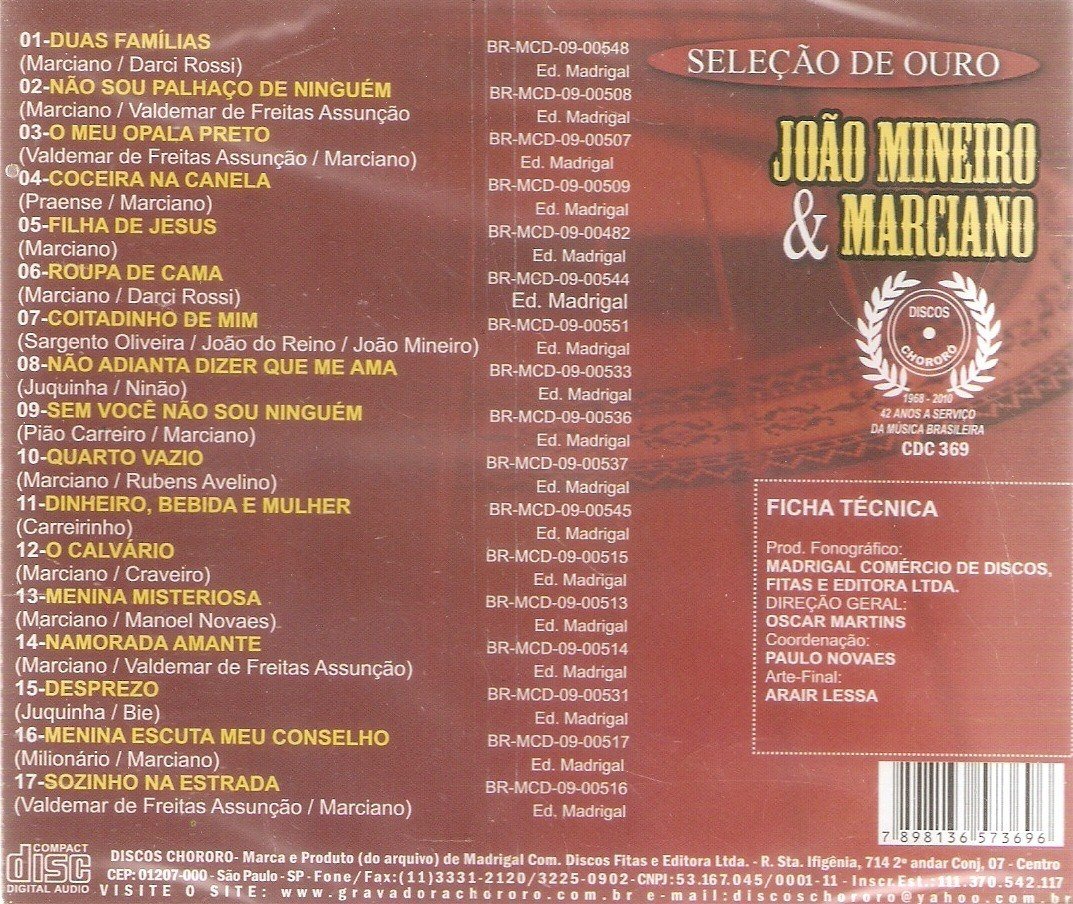 01-DUAS FAMÍLIAS
BR-MCD-09-00548
(Marciano / Darci Rossi)
Ed. Madrigal
02-NÃO SOU PALHAÇO DE NINGUÉM
BR-MCD-09-00508
(Marciano / Valdemar de Freitas Assunção
Ed. Madrigal
03-O MEU OPALA PRETO
BR-MCD-09-00507
(Valdemar de Freitas Assunção / Marciano)
Ed. Madrigal
04-COCEIRA NA CANELA
BR-MCD-09-00509
(Praense / Marciano)
Ed. Madrigal
05-FILHA DE JESUS
BR-MCD-09-00482
(Marciano)
Ed. Madrigal
06-ROUPA DE CAMA
BR-MCD-09-00544
(Marciano / Darci Rossi)
Ed. Madrigal
07-COITADINHO DE MIM
BR-MCD-09-00551
(Sargento Oliveira / João do Reino / João Mineiro)
Ed. Madrigal
08-NÃO ADIANTA DIZER QUE ME AMA
BR-MCD-09-00533
(Juquinha / Ninão)
Ed. Madrigal
09-SEM VOCÊ NÃO SOU NINGUÉM
BR-MCD-09-00536
(Pião Carreiro / Marciano)
Ed. Madrigal
10-QUARTO VAZIO
BR-MCD-09-00537
(Marciano / Rubens Avelino)
Ed. Madrigal
11-DINHEIRO, BEBIDA E MULHER
BR-MCD-09-00545
(Carreirinho)
Ed. Madrigal
12-O CALVÁRIO
BR-MCD-09-00515
(Marciano / Craveiro)
Ed. Madrigal
13-MENINA MISTERIOSA
BR-MCD-09-00513
(Marciano / Manoel Novaes)
Ed. Madrigal
14-NAMORADA AMANTE
BR-MCD-09-00514
(Marciano / Valdemar de Freitas Assunção)
Ed. Madrigal
15-DESPREZO
BR-MCD-09-00531
(Juquinha / Bie)
Ed. Madrigal
16-MENINA ESCUTA MEU CONSELHO
BR-MCD-09-00517
(Milionário / Marciano)
Ed. Madrigal
17-SOZINHO NA ESTRADA
BR-MCD-09-00516
(Valdemar de Freitas Assunção / Marciano)
Ed. Madrigal
SELEÇÃO DE OURO
JOÃO MINEIRO
& MARCIANO
DISCOS
CHORORÓ
1968 - 2010
42 ANOS A SERVIÇO
DA MÚSICA BRASILEIRA
CDC 369
FICHA TÉCNICA
Prod. Fonográfico:
MADRIGAL COMÉRCIO DE DISCOS,
FITAS E EDITORA LTDA.
DIREÇÃO GERAL:
OSCAR MARTINS
Coordenação:
PAULO NOVAES
Arte-Final:
ARAIR LESSA
7 898136 573696
COMPACT
disc
DIGITAL AUDIO
DISCOS CHORORO- Marca e Produto (do arquivo) de Madrigal Com. Discos Fitas e Editora Ltda. - R. Sta. Ifigênia, 714 2º andar Conj. 07 - Centro
CEP: 01207-000 - São Paulo - SP - Fone/Fax:(11)3331-2120/3225-0902-CNPJ:53.167.045/0001-11 - Inscr.Est.:111.370.542.117
VISITE O SITE: www.gravadorachororo.com.br e-mail:discoschororo@yahoo.com.br